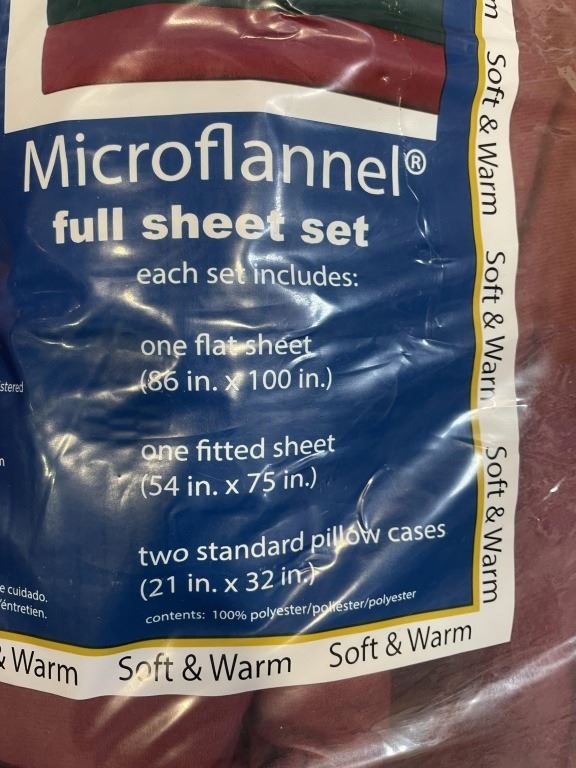 Microflannel®
full sheet set
each set includes:
one flat sheet
(86 in. x 100 in.)
one fitted sheet
(54 in. x 75 in.)
two standard pillow cases
(21 in. x 32 in.)
contents: 100% polyester/poliéster/polyester
stered
e cuidado.
'éntretien.
& Warm Soft & Warm Soft & Warm
m Soft & Warm Soft & Warm Soft & Warm